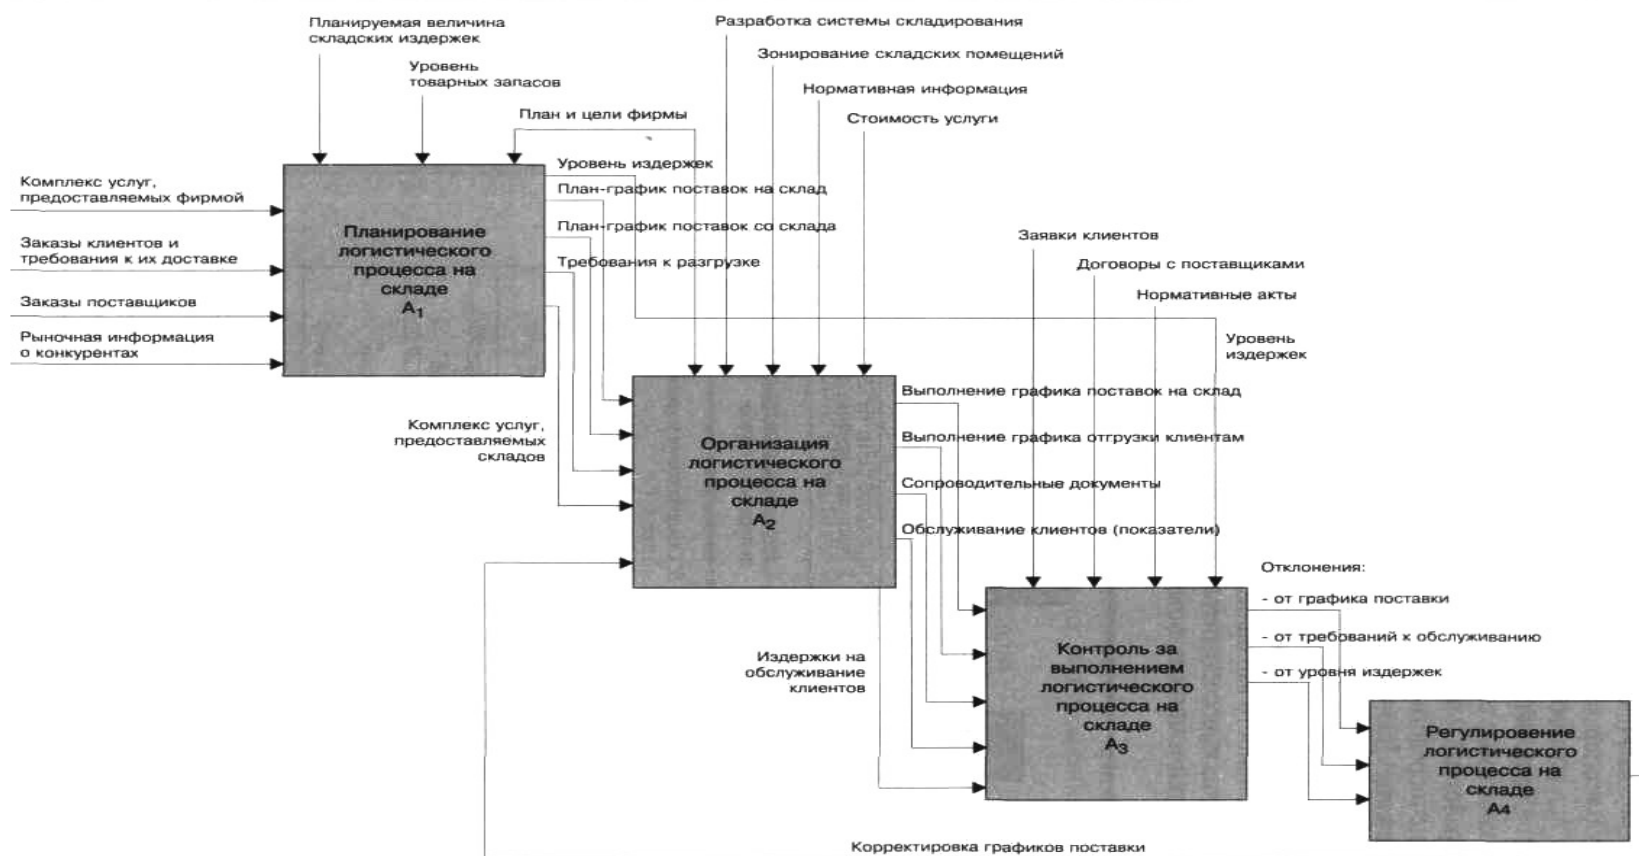 Планируемая величина
складских издержек
Уровень
товарных запасов
План и цели фирмы
Разработка системы складирования
Зонирование складских помещений
Нормативная информация
Стоимость услуги
Комплекс услуг,
предоставляемых фирмой
Заказы клиентов и
требования к их доставке
Заказы поставщиков
Рыночная информация
о конкурентах
Планирование
логистического
процесса на
складе
A1
Уровень издержек
План-график поставок на склад
План-график поставок со склада
Требования к разгрузке
Заявки клиентов
Договоры с поставщиками
Нормативные акты
Уровень
издержек
Комплекс услуг,
предоставляемых
складов
Организация
логистического
процесса на
складе
A2
Выполнение графика поставок на склад
Выполнение графика отгрузки клиентам
Сопроводительные документы
Обслуживание клиентов (показатели)
Издержки на
обслуживание
клиентов
Контроль за
выполнением
логистического
процесса на
складе
A3
Отклонения:
- от графика поставки
- от требований к обслуживанию
- от уровня издержек
Регулировение
логистического
процесса на
складе
A4
Корректировка графиков поставки